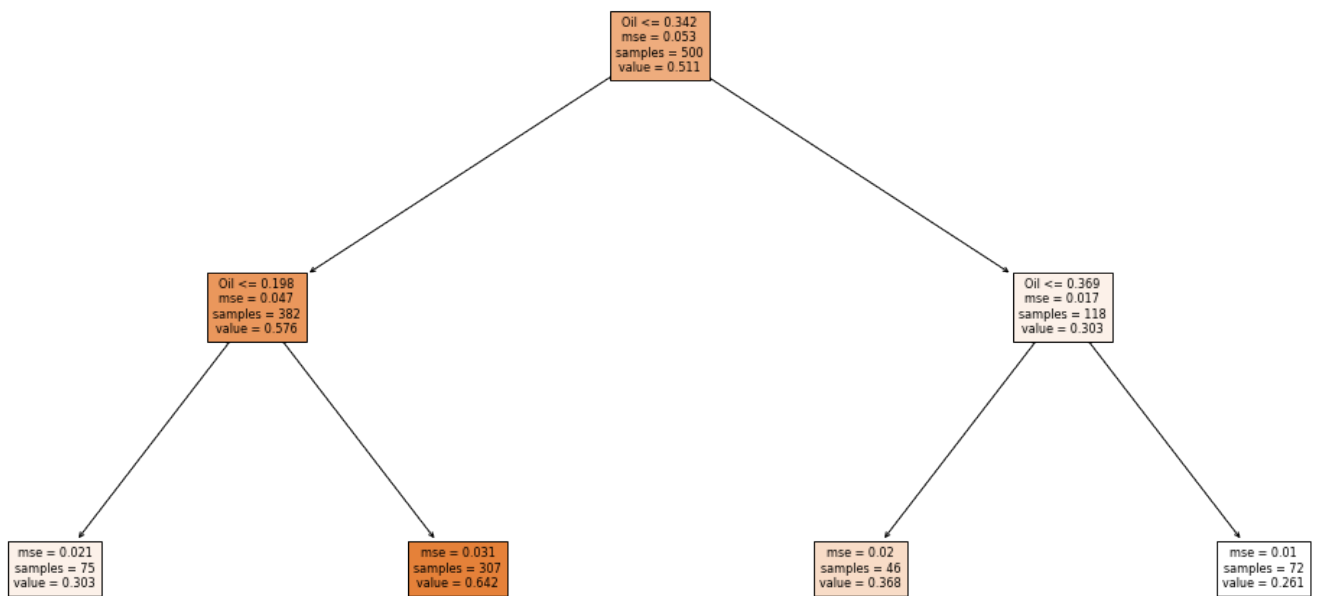 Oil <= 0.342
mse = 0.053
samples = 500
value = 0.511
Oil <= 0.198
mse = 0.047
samples = 382
value = 0.576
Oil <= 0.369
mse = 0.017
samples = 118
value = 0.303
mse = 0.021
samples = 75
value = 0.303
mse = 0.031
samples = 307
value = 0.642
mse = 0.02
samples = 46
value = 0.368
mse = 0.01
samples = 72
value = 0.261